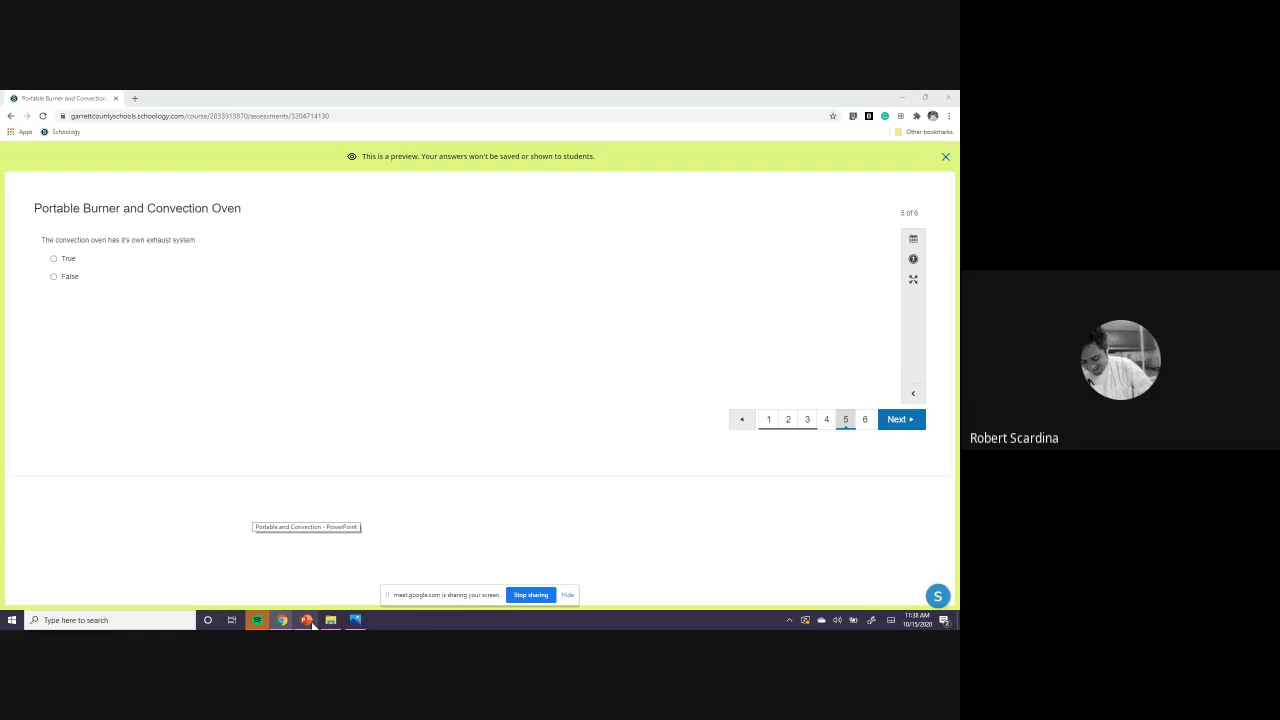 Portable Burner and Convection
garrettcountyschools.schoology.com/course/2833913870/assessments/3204714130
Apps
Schoology
Other bookmarks
This is a preview. Your answers won't be saved or shown to students.
Portable Burner and Convection Oven
5 of 6
The convection oven has it's own exhaust system.
True
False
1 2 3 4 5 6 Next
Robert Scardina
Portable and Convection - PowerPoint
meet.google.com is sharing your screen. Stop sharing Hide
S
Type here to search
11:38 AM
10/15/2020